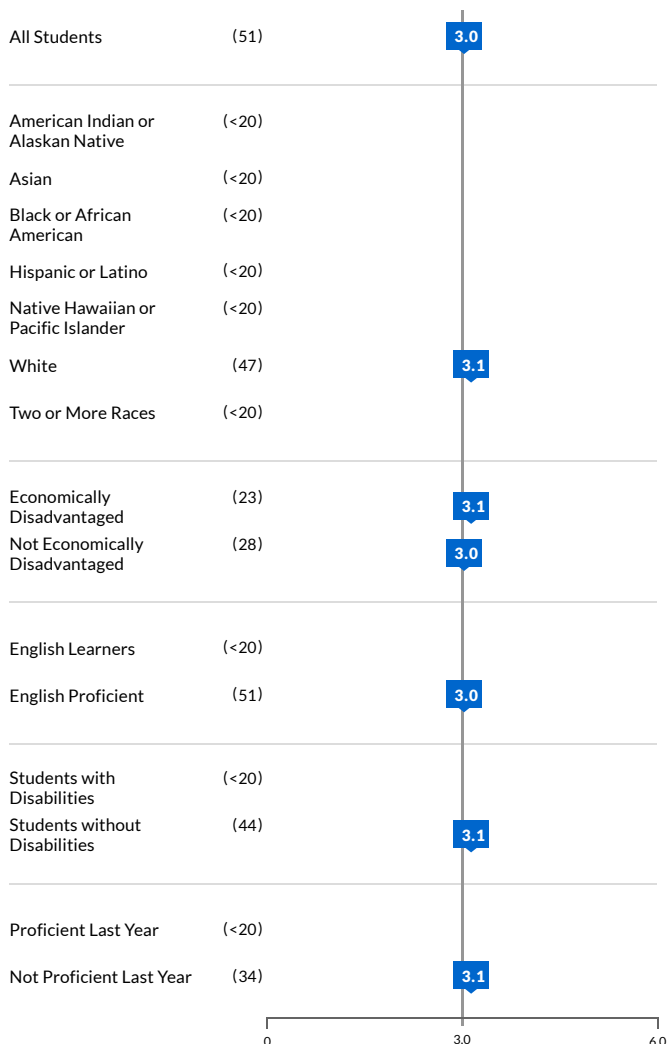 All Students (51) 3.0
American Indian or (<20)
Alaskan Native
Asian (<20)
Black or African (<20)
American
Hispanic or Latino (<20)
Native Hawaiian or (<20)
Pacific Islander
White (47) 3.1
Two or More Races (<20)
Economically (23) 3.1
Disadvantaged
Not Economically (28) 3.0
Disadvantaged
English Learners (<20)
English Proficient (51) 3.0
Students with (<20)
Disabilities
Students without (44) 3.1
Disabilities
Proficient Last Year (<20)
Not Proficient Last Year (34) 3.1
0 3.0 6.0